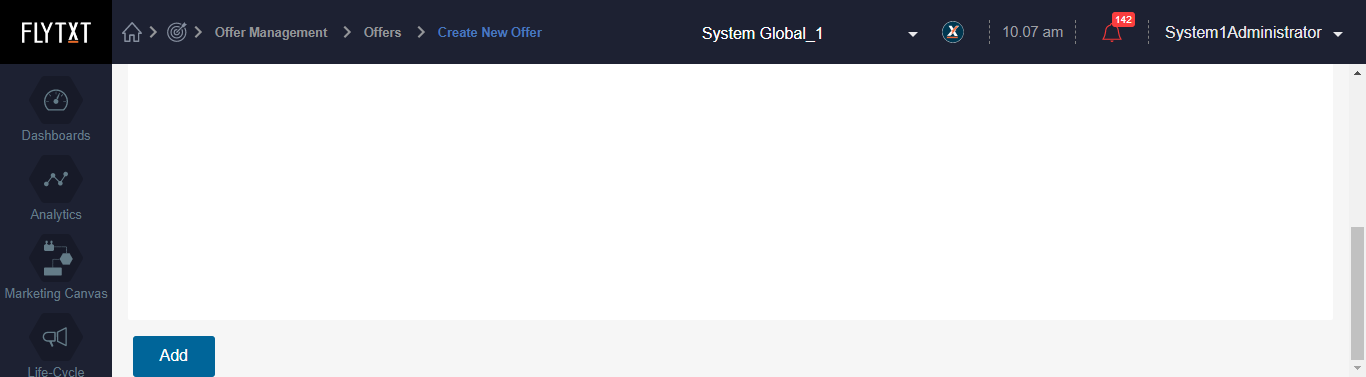 FLYTXT
Offer Management Offers Create New Offer
System Global_1
10.07 am
142
System1Administrator
Dashboards
Analytics
Marketing Canvas
Life-Cycle
Add